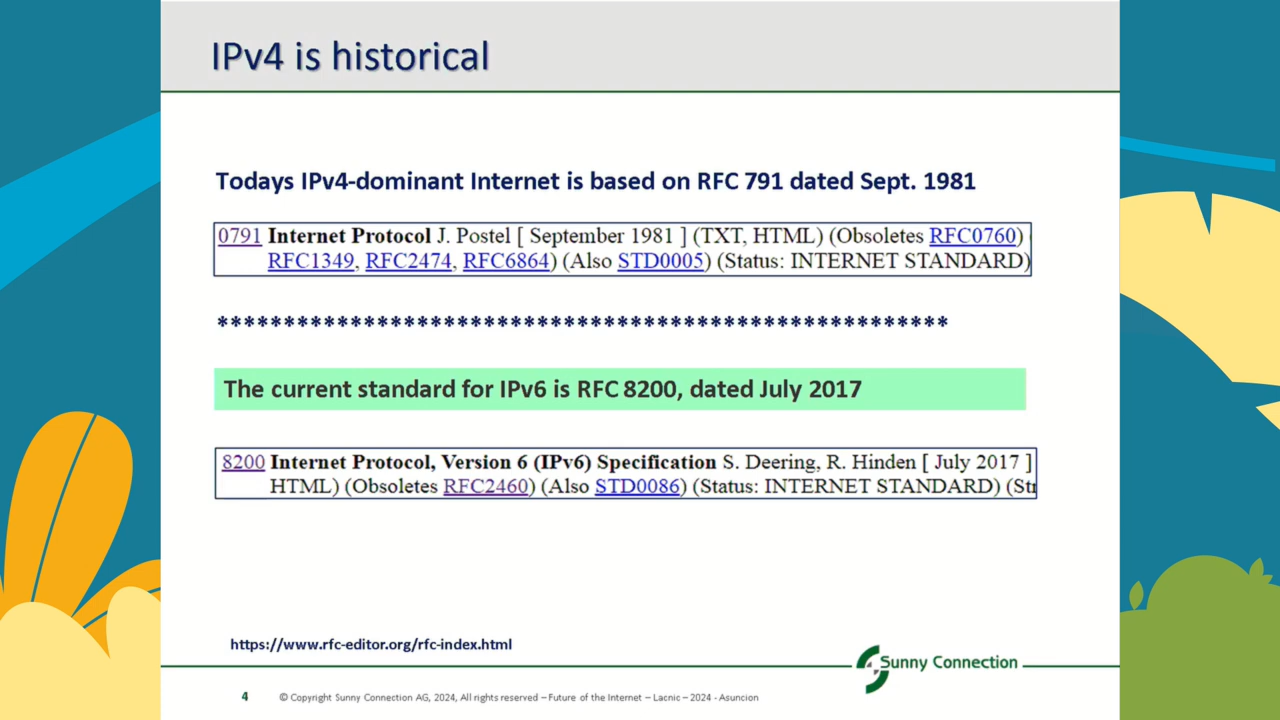 IPv4 is historical
Todays IPv4-dominant Internet is based on RFC 791 dated Sept. 1981
0791 Internet Protocol J. Postel [ September 1981 ] (TXT, HTML) (Obsoletes RFC0760)
RFC1349, RFC2474, RFC6864) (Also STD0005) (Status: INTERNET STANDARD)
*******************************************************
The current standard for IPv6 is RFC 8200, dated July 2017
8200 Internet Protocol, Version 6 (IPv6) Specification S. Deering, R. Hinden [ July 2017 ]
HTML) (Obsoletes RFC2460) (Also STD0086) (Status: INTERNET STANDARD) (Str
https://www.rfc-editor.org/rfc-index.html
Sunny Connection
4 © Copyright Sunny Connection AG, 2024, All rights reserved – Future of the Internet – Lacnic – 2024 - Asuncion